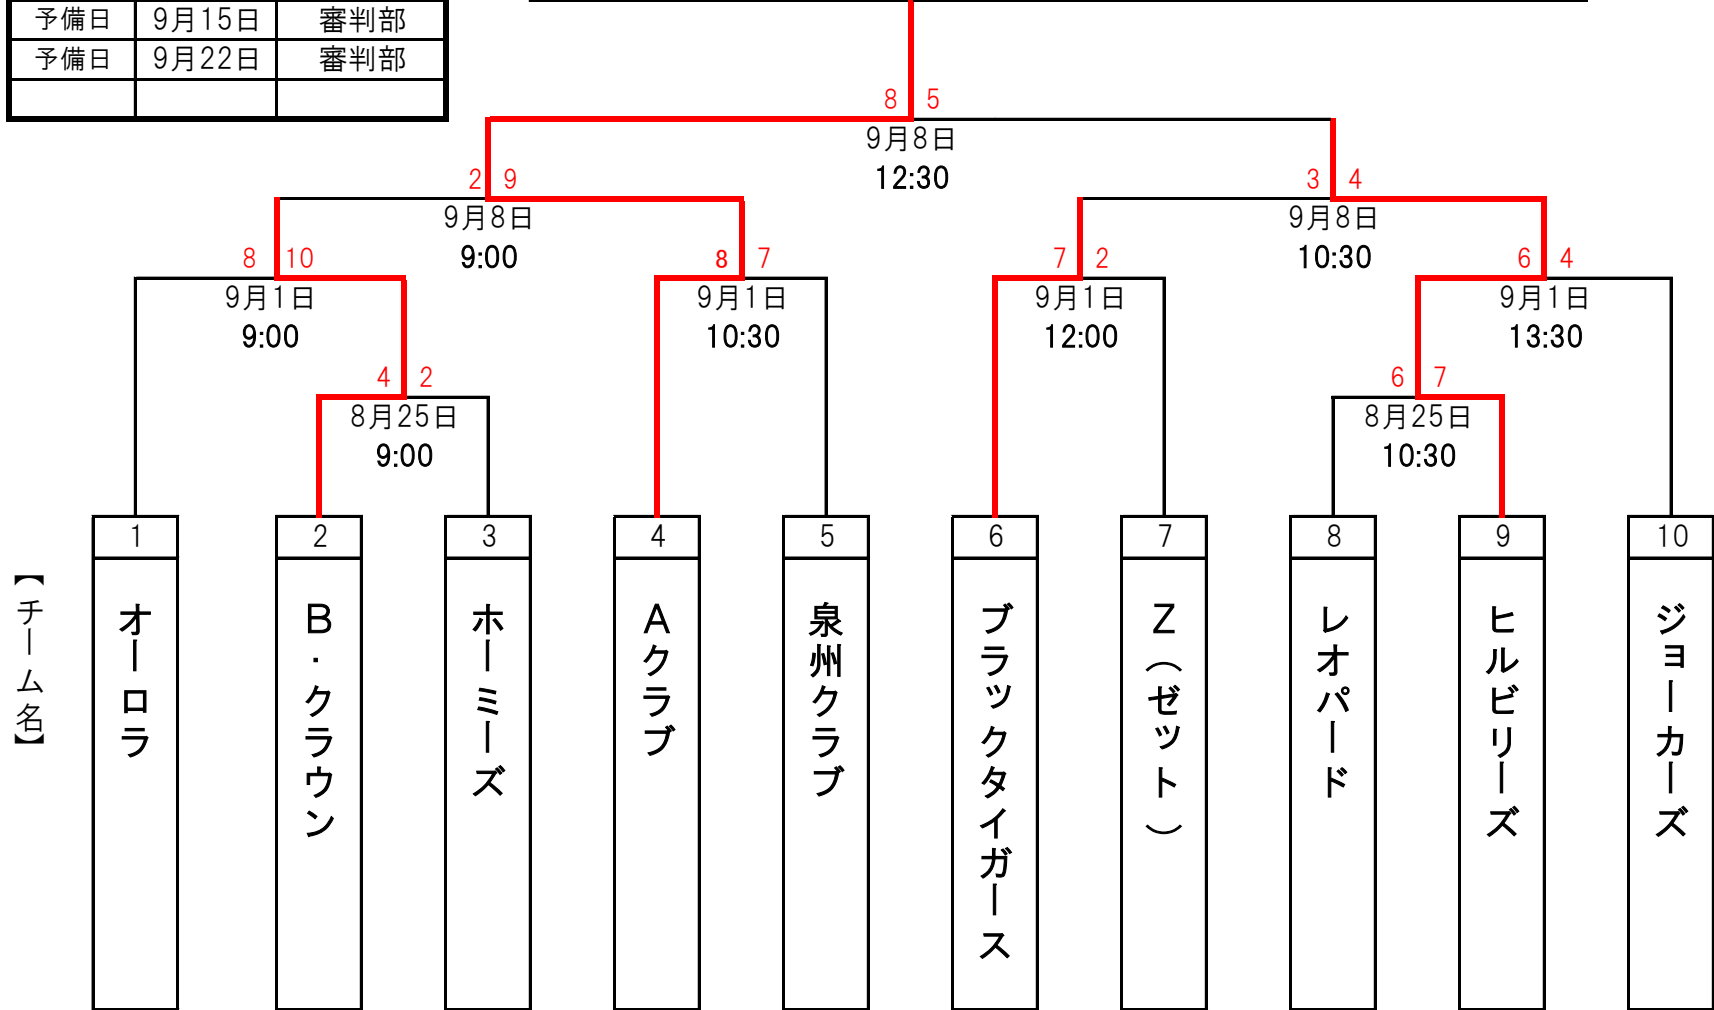 予備日 9月15日 審判部
予備日 9月22日 審判部
8 5
9月8日
12:30
2 9
9月8日
9:00
3 4
9月8日
10:30
8 10
9月1日
9:00
8 7
9月1日
10:30
7 2
9月1日
12:00
6 4
9月1日
13:30
4 2
8月25日
9:00
6 7
8月25日
10:30
【チーム名】
1
オーロラ
2
B・クラウン
3
ホーミーズ
4
Aクラブ
5
泉州クラブ
6
ブラックタイガース
7
Z(ゼット)
8
レオパード
9
ヒルビリーズ
10
ジョーカーズ